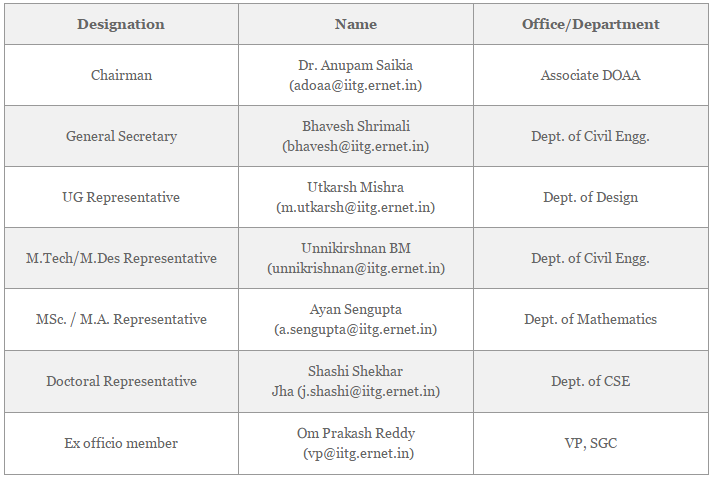 Designation Name Office/Department
Dr. Anupam Saikia
Chairman (adoaa@iitg.ernet.in) Associate DOAA
Bhavesh Shrimali
General Secretary (bhavesh@iitg.ernet.in) Dept. of Civil Engg.
Utkarsh Mishra
UG Representative (m.utkarsh@iitg.ernet.in) Dept. of Design
Unnikirshnan BM
M.Tech/M.Des Representative (unnikrishnan@iitg.ernet.in) Dept. of Civil Engg.
Ayan Sengupta
MSc. / M.A. Representative (a.sengupta@iitg.ernet.in) Dept. of Mathematics
Shashi Shekhar
Doctoral Representative Jha (j.shashi@iitg.ernet.in) Dept. of CSE
Om Prakash Reddy
Ex officio member (vp@iitg.ernet.in) VP, SGC